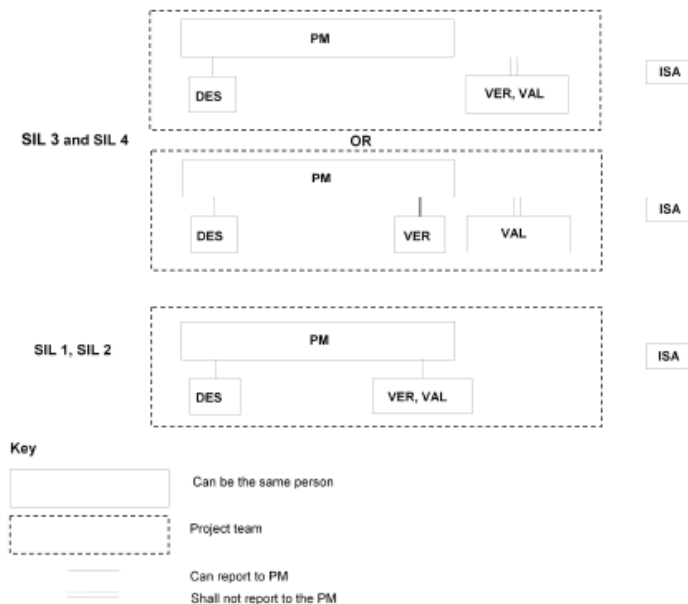 PM
DES
VER, VAL
ISA
SIL 3 and SIL 4
OR
PM
DES
VER
VAL
ISA
SIL 1, SIL 2
PM
DES
VER, VAL
ISA
Key
Can be the same person
Project team
Can report to PM
Shall not report to the PM